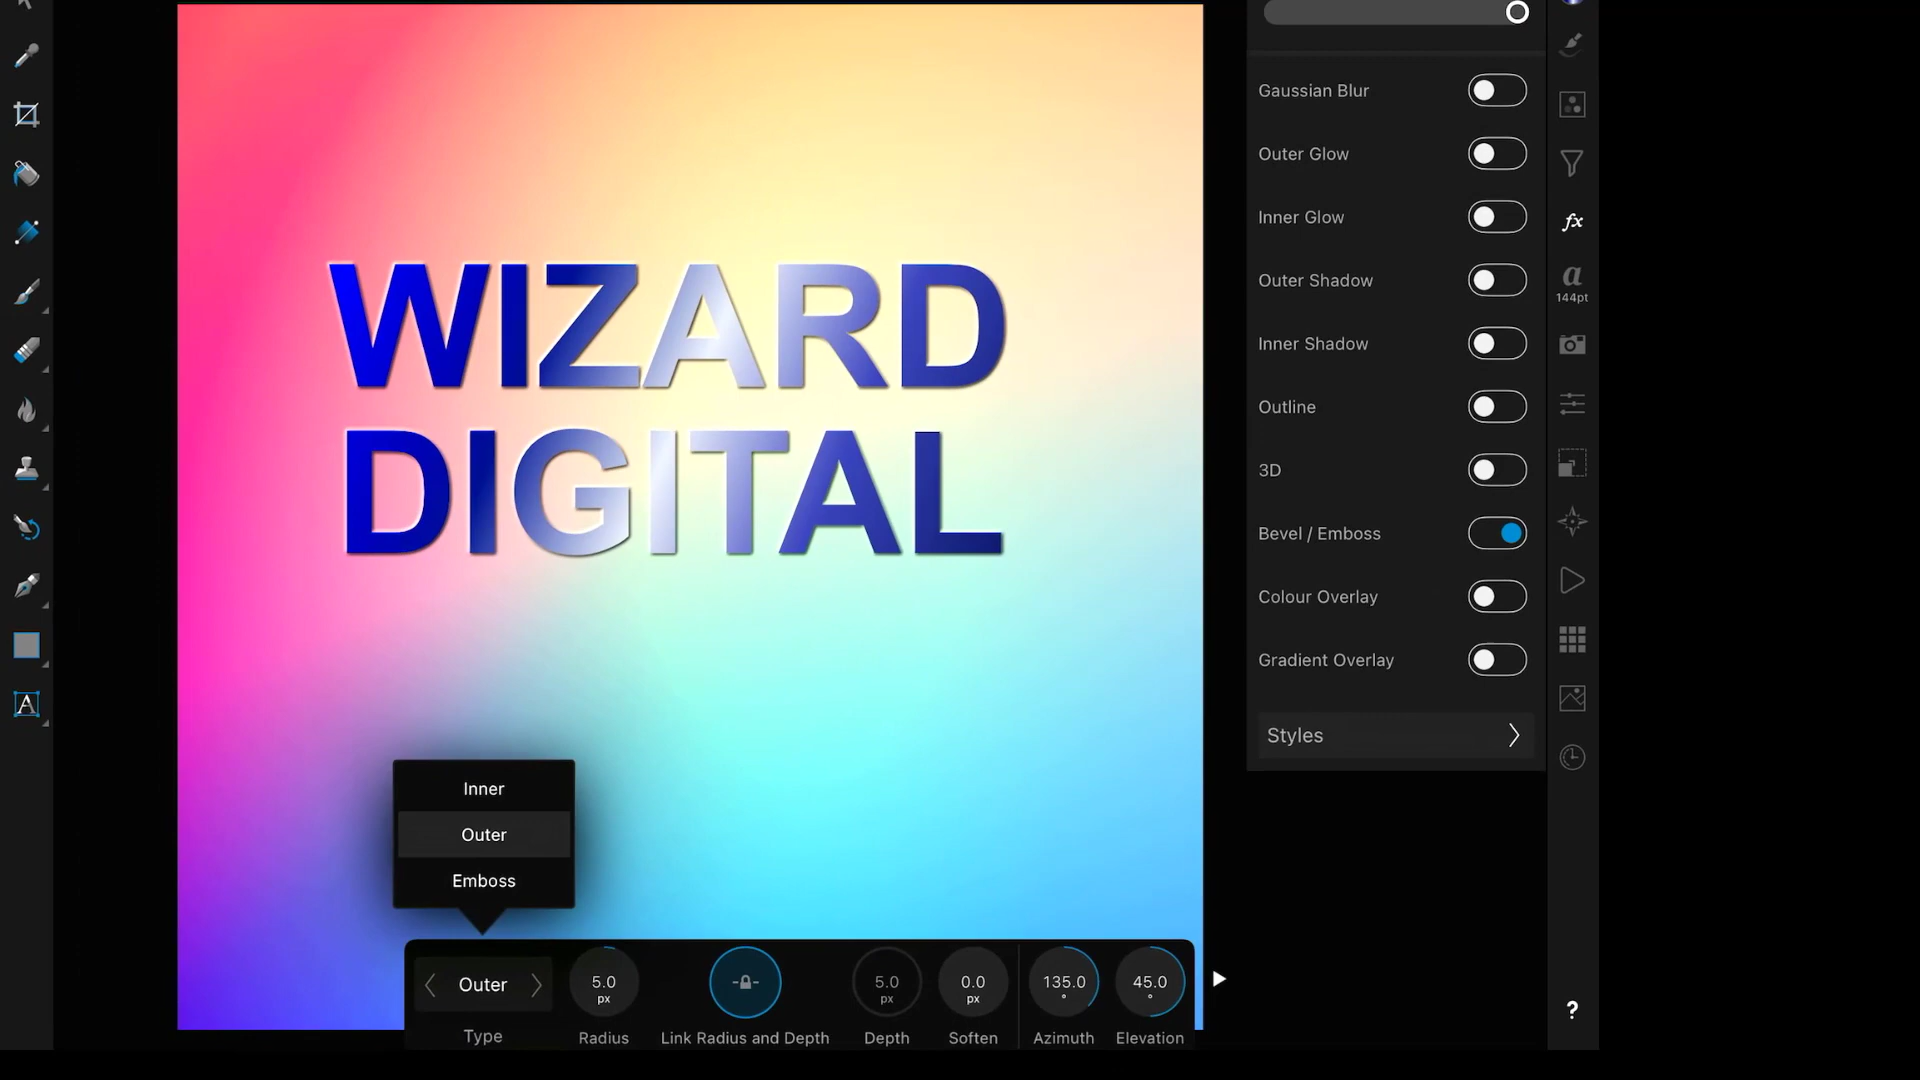 Gaussian Blur
Outer Glow
Inner Glow
fx
Outer Shadow
a
144pt
WIZARD
Inner Shadow
Outline
DIGITAL
3D
Bevel / Emboss
Colour Overlay
Gradient Overlay
A
Styles
Inner
Outer
Emboss
Outer
5.0
px
5.0
px
0.0
px
135.0
°
45.0
°
?
Type
Radius
Link Radius and Depth
Depth
Soften
Azimuth
Elevation